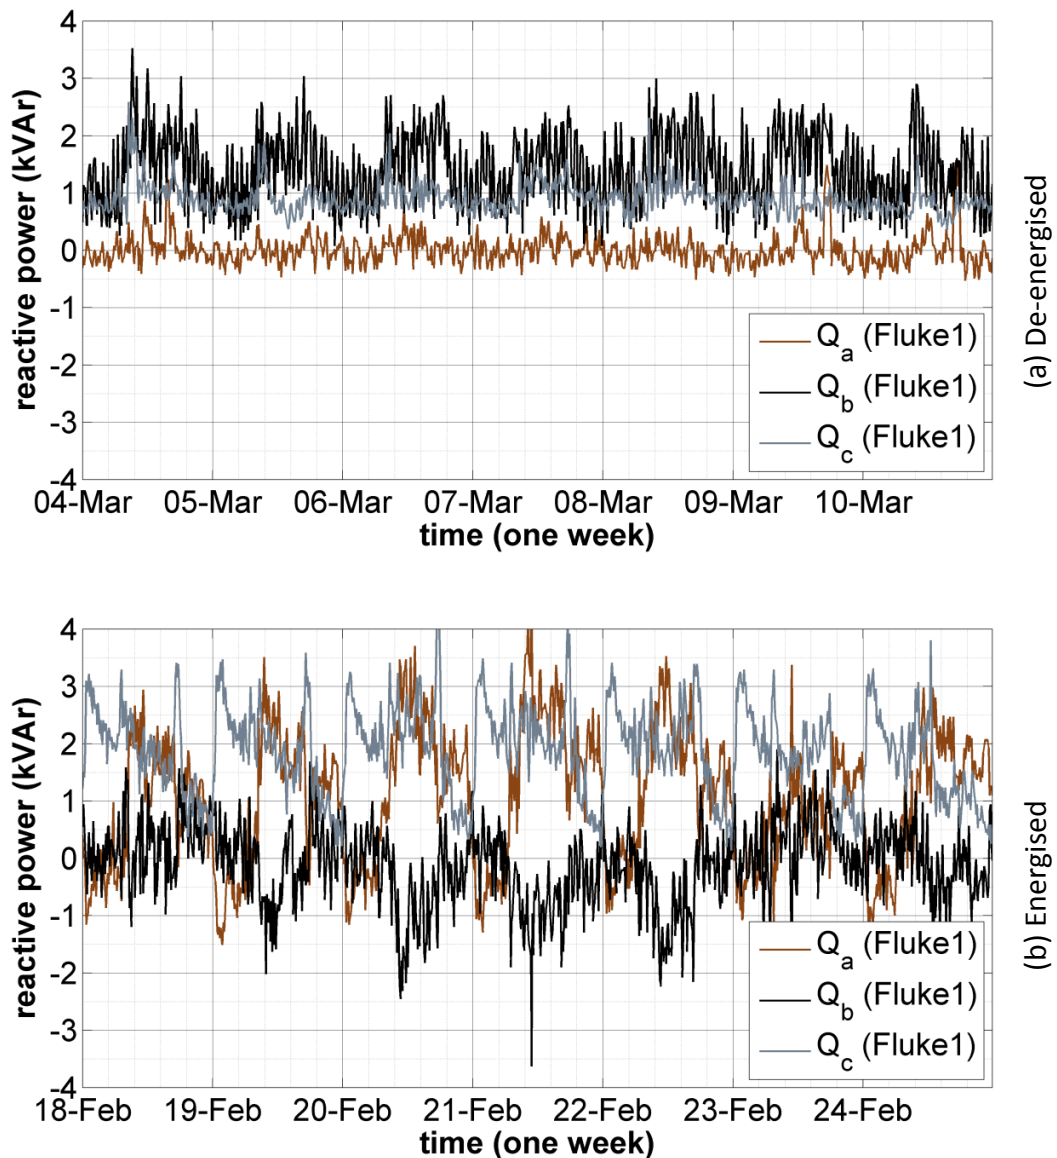 4
3
2
1
0
-1
-2
-3
-4
reactive power (kVAr)
Q_a (Fluke1)
Q_b (Fluke1)
Q_c (Fluke1)
04-Mar 05-Mar 06-Mar 07-Mar 08-Mar 09-Mar 10-Mar
time (one week)
(a) De-energised
4
3
2
1
0
-1
-2
-3
-4
reactive power (kVAr)
Q_a (Fluke1)
Q_b (Fluke1)
Q_c (Fluke1)
18-Feb 19-Feb 20-Feb 21-Feb 22-Feb 23-Feb 24-Feb
time (one week)
(b) Energised